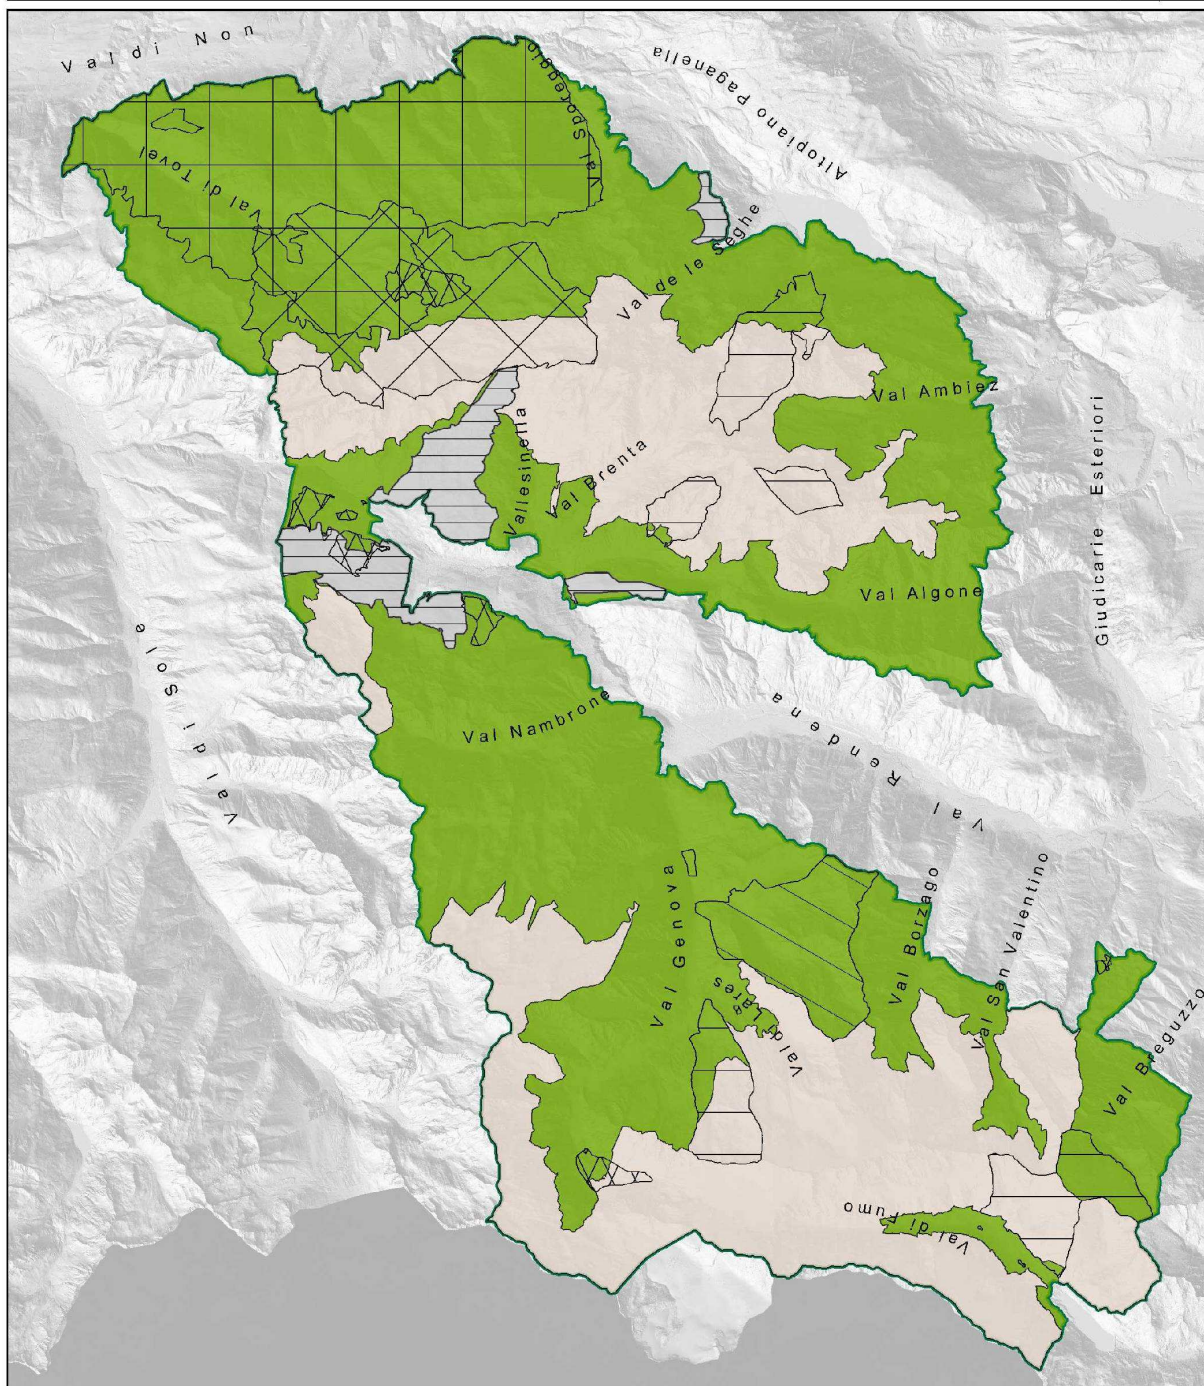 Val di Non
Altopiano Paganella
Val Sporeggio
Val di Tovel
Val de le Seghe
Val Ambiez
Giudicarie Esteriori
Vallesinella
Val Brenta
Val Algone
Val di Sole
Val Nambrone
Val Rendena
Val Genova
Val Borzago
Val San Valentino
Val di Lares
Val Breguzzo
Val di Fumo